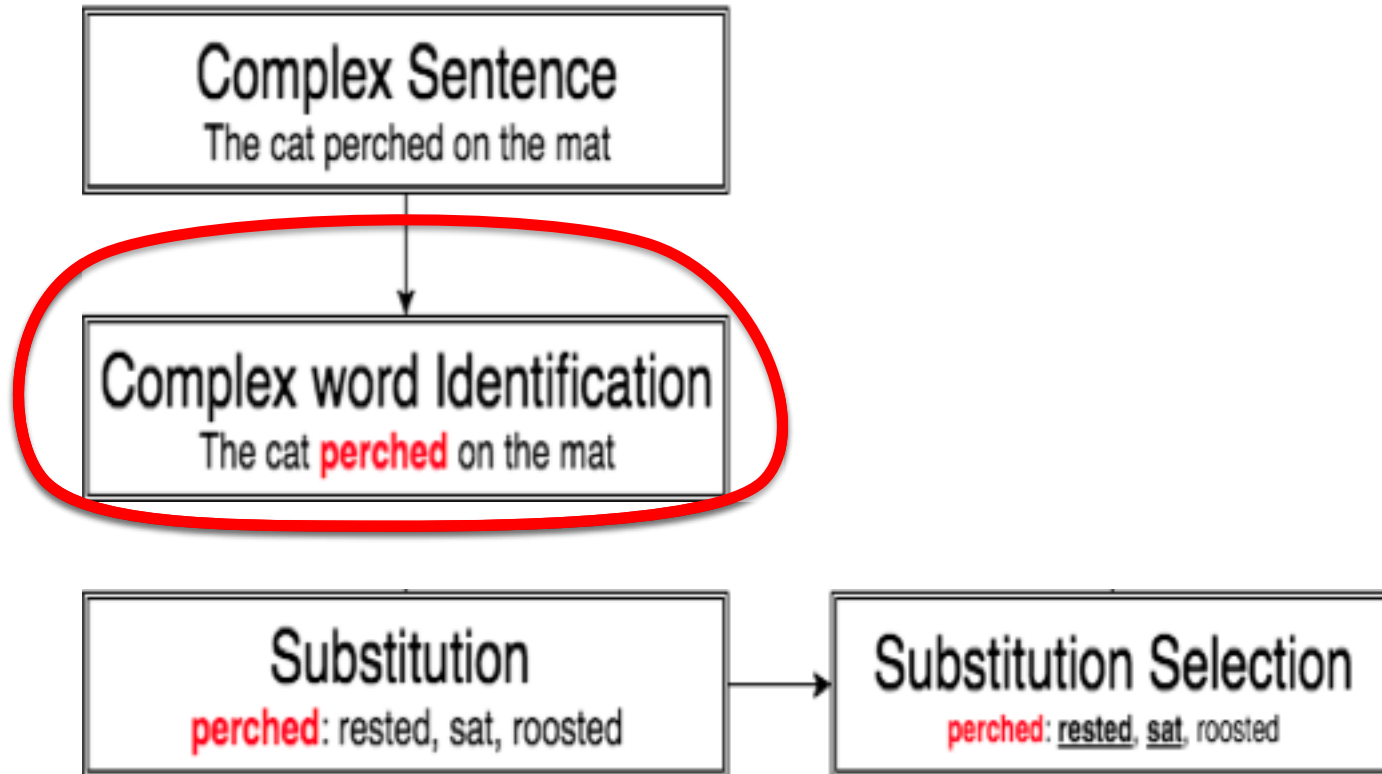 Complex Sentence
The cat perched on the mat
Complex word Identification
The cat perched on the mat
Substitution
perched: rested, sat, roosted
Substitution Selection
perched: rested, sat, roosted